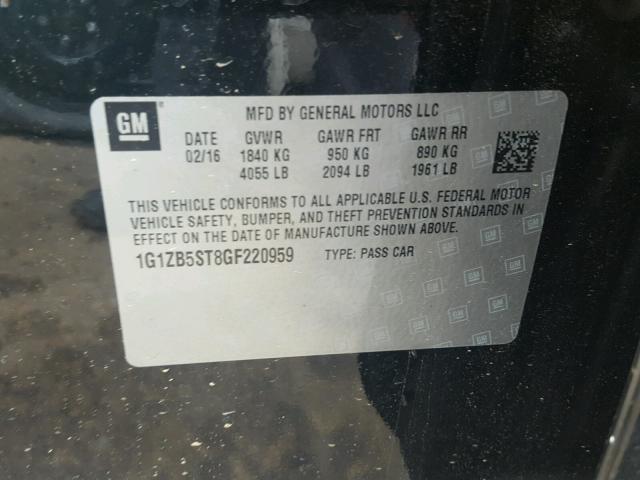 GM
MFD BY GENERAL MOTORS LLC
DATE GVWR GAWR FRT GAWR RR
02/16 1840 KG 950 KG 890 KG
4055 LB 2094 LB 1961 LB
THIS VEHICLE CONFORMS TO ALL APPLICABLE U.S. FEDERAL MOTOR
VEHICLE SAFETY, BUMPER, AND THEFT PREVENTION STANDARDS IN
EFFECT ON THE DATE OF MANUFACTURE SHOWN ABOVE.
1G1ZB5ST8GF220959 TYPE: PASS CAR